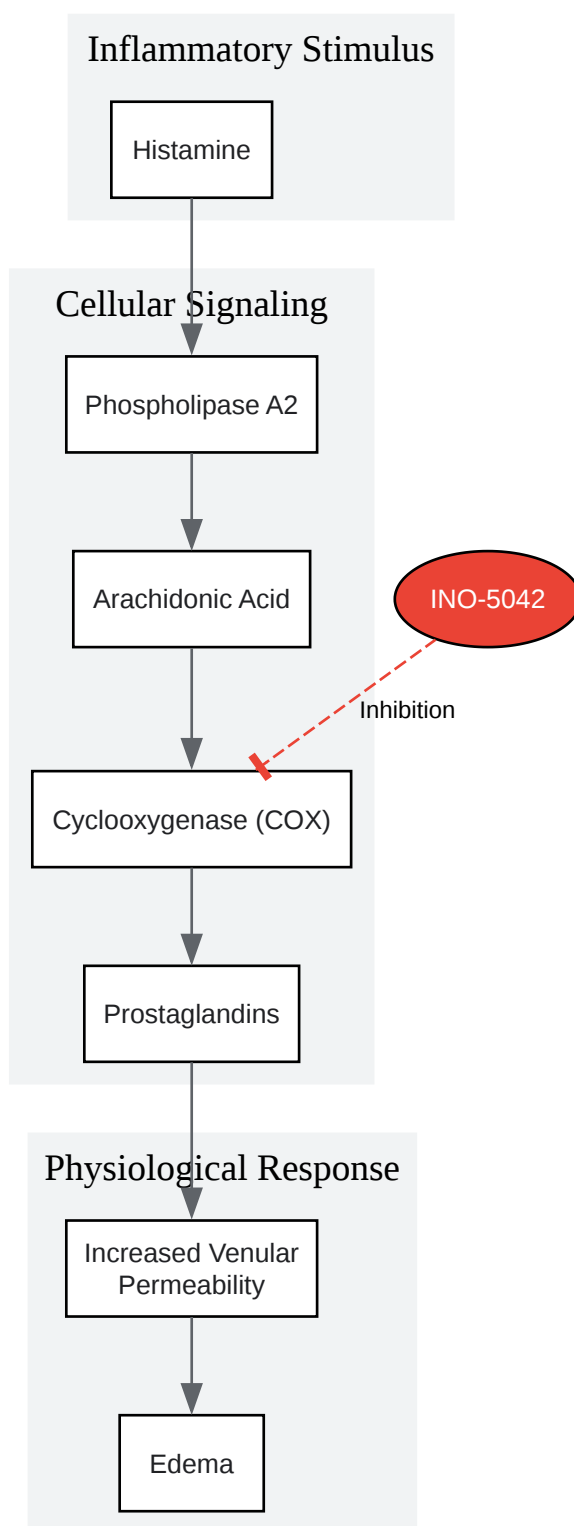 Inflammatory Stimulus
Histamine
Cellular Signaling
Phospholipase A2
Arachidonic Acid
INO-5042
Inhibition
Cyclooxygenase (COX)
Prostaglandins
Physiological Response
Increased Venular
Permeability
Edema